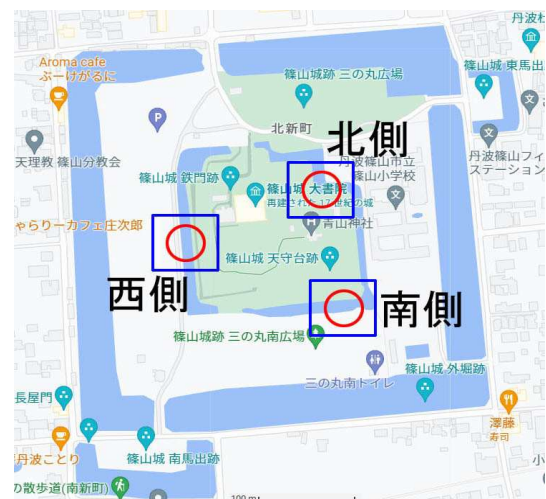 丹波杜
Aroma cafe
ぶーけがるに
篠山城 東馬出
篠山城跡 三の丸広場
P
北新町
北側
天理教 篠山分教会
篠山城 鉄門跡
丹波篠山市立
篠山小学校
丹波篠山フィ
ステーション
篠山城 大書院
再建された 17世紀の城
ゃらりーカフェ庄次郎
青山神社
篠山城 天守台跡
西側
南側
篠山城跡 三の丸南広場
三の丸南トイレ
篠山城 外堀跡
長屋門
澤藤
寿司
丹波ことり
篠山城 南馬出跡
小
の散歩道(南新町)
100 m